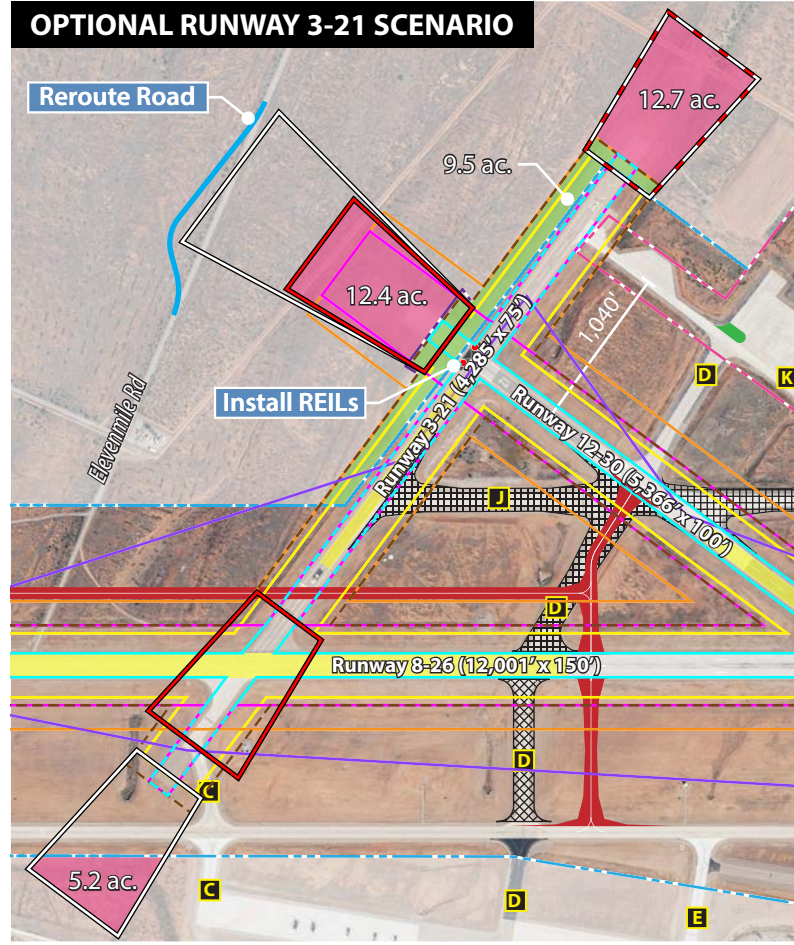 OPTIONAL RUNWAY 3-21 SCENARIO
Reroute Road
12.7 ac.
9.5 ac.
12.4 ac.
1,040'
D
K
Install REILs
Elevenmile Rd
Runway 3-21 (4,285' x 75')
Runway 12-30 (5,366' x 100')
J
D
Runway 8-26 (12,001' x 150')
D
C
5.2 ac.
C
D
E